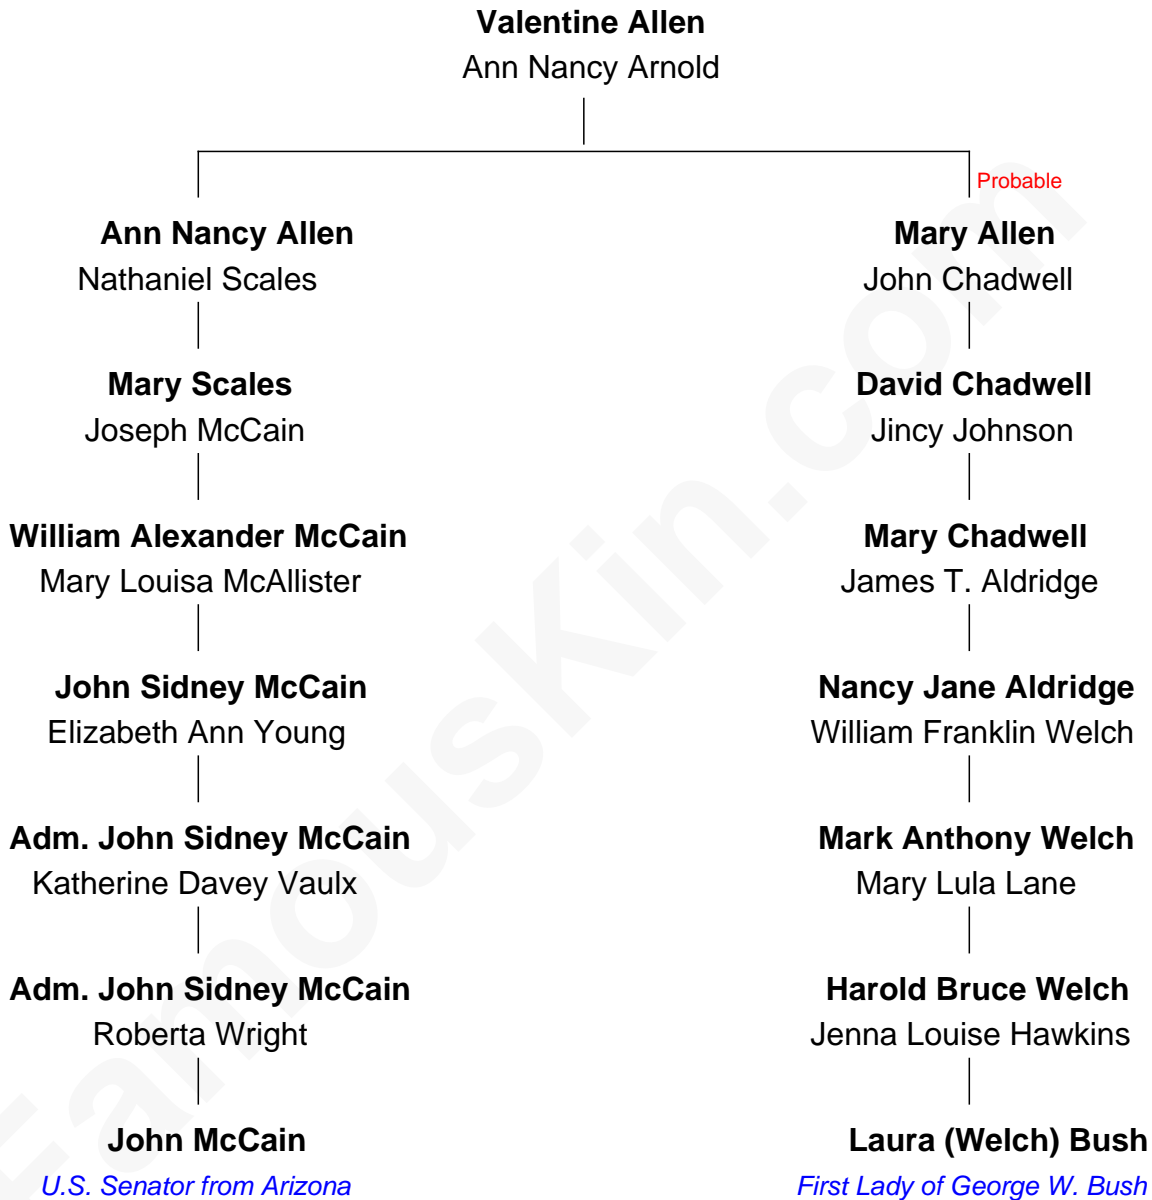 Valentine Allen
Ann Nancy Arnold
Probable
Ann Nancy Allen
Nathaniel Scales
Mary Allen
John Chadwell
Mary Scales
Joseph McCain
David Chadwell
Jincy Johnson
William Alexander McCain
Mary Louisa McAllister
Mary Chadwell
James T. Aldridge
John Sidney McCain
Elizabeth Ann Young
Nancy Jane Aldridge
William Franklin Welch
Adm. John Sidney McCain
Katherine Davey Vaulx
Mark Anthony Welch
Mary Lula Lane
Adm. John Sidney McCain
Roberta Wright
Harold Bruce Welch
Jenna Louise Hawkins
John McCain
U.S. Senator from Arizona
Laura (Welch) Bush
First Lady of George W. Bush
FamousKin.com